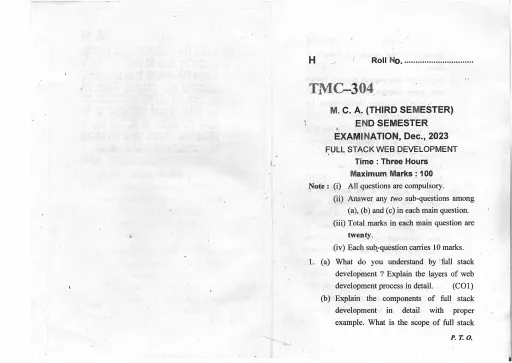 H Roll No. ..............................
TMC–304
M. C. A. (THIRD SEMESTER)
END SEMESTER
EXAMINATION, Dec., 2023
FULL STACK WEB DEVELOPMENT
Time : Three Hours
Maximum Marks : 100
Note : (i) All questions are compulsory.
(ii) Answer any two sub-questions among
(a), (b) and (c) in each main question.
(iii) Total marks in each main question are
twenty.
(iv) Each sub-question carries 10 marks.
1. (a) What do you understand by full stack
development ? Explain the layers of web
development process in detail. (CO1)
(b) Explain the components of full stack
development in detail with proper
example. What is the scope of full stack
P. T. O.